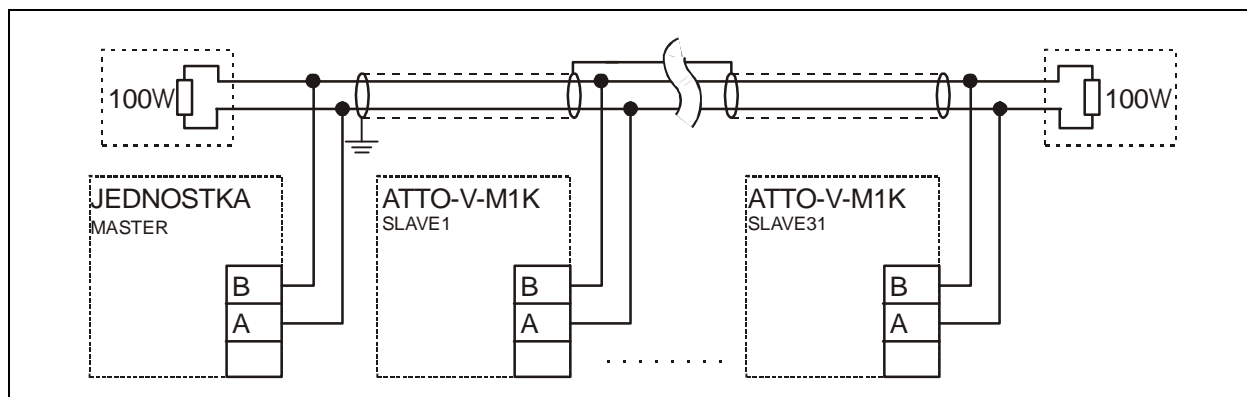 100W
100W
JEDNOSTKA
MASTER
ATTO-V-M1K
SLAVE1
ATTO-V-M1K
SLAVE31
B
A
B
A
B
A